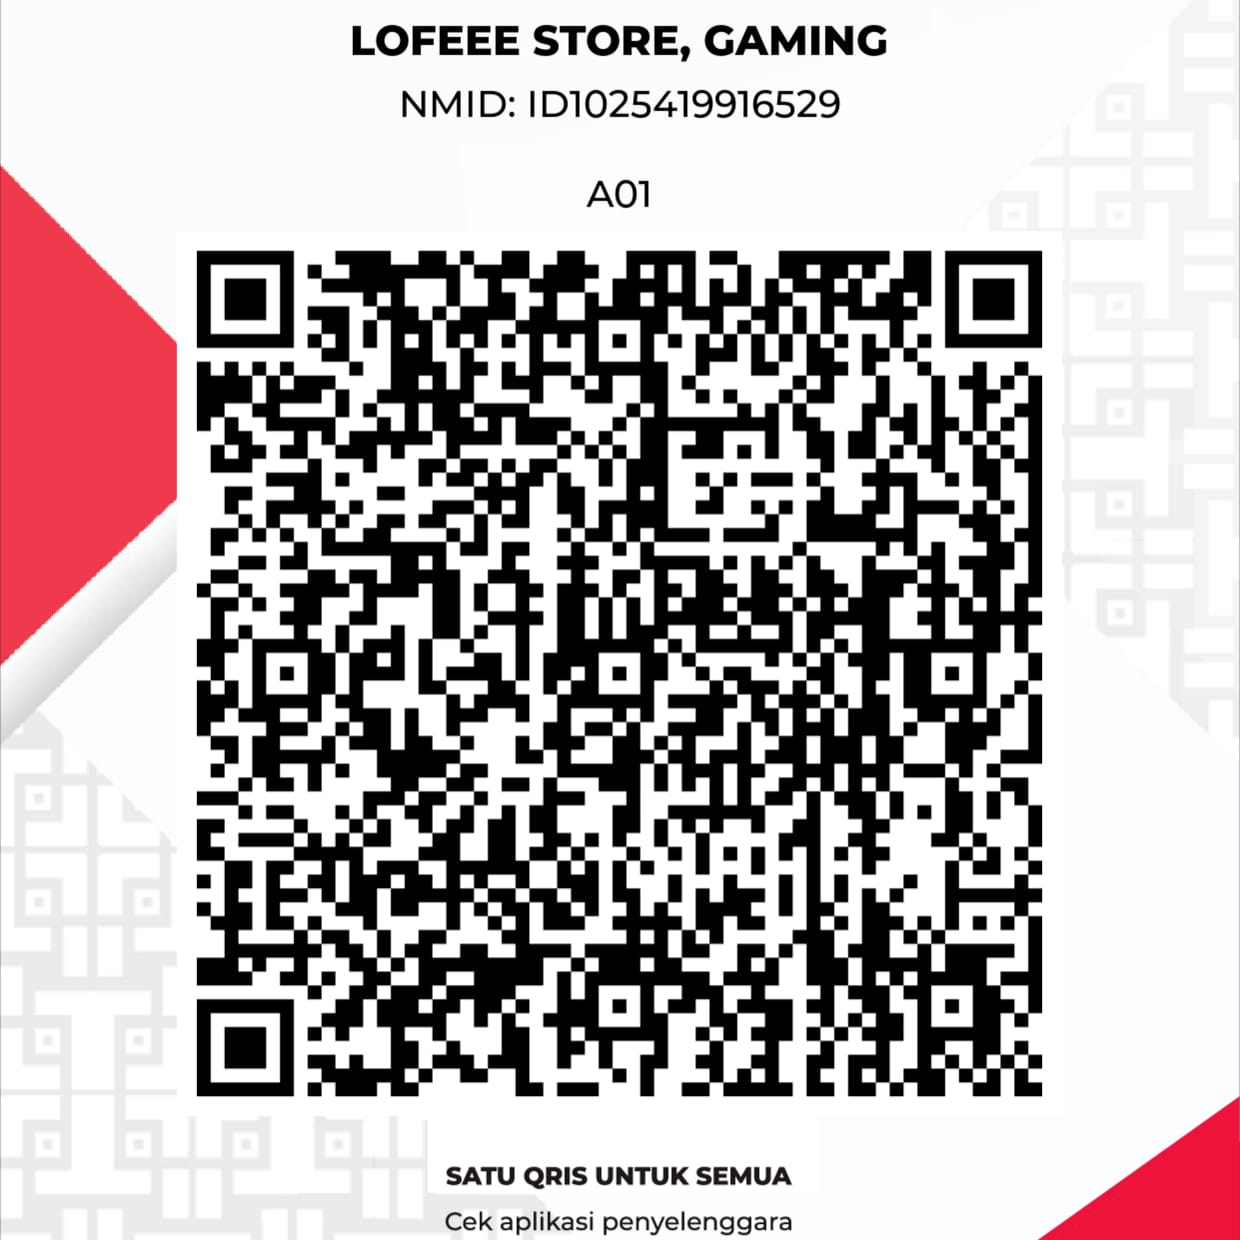 LOFEEE STORE, GAMING
NMID: ID1025419916529
A01
SATU QRIS UNTUK SEMUA
Cek aplikasi penyelenggara